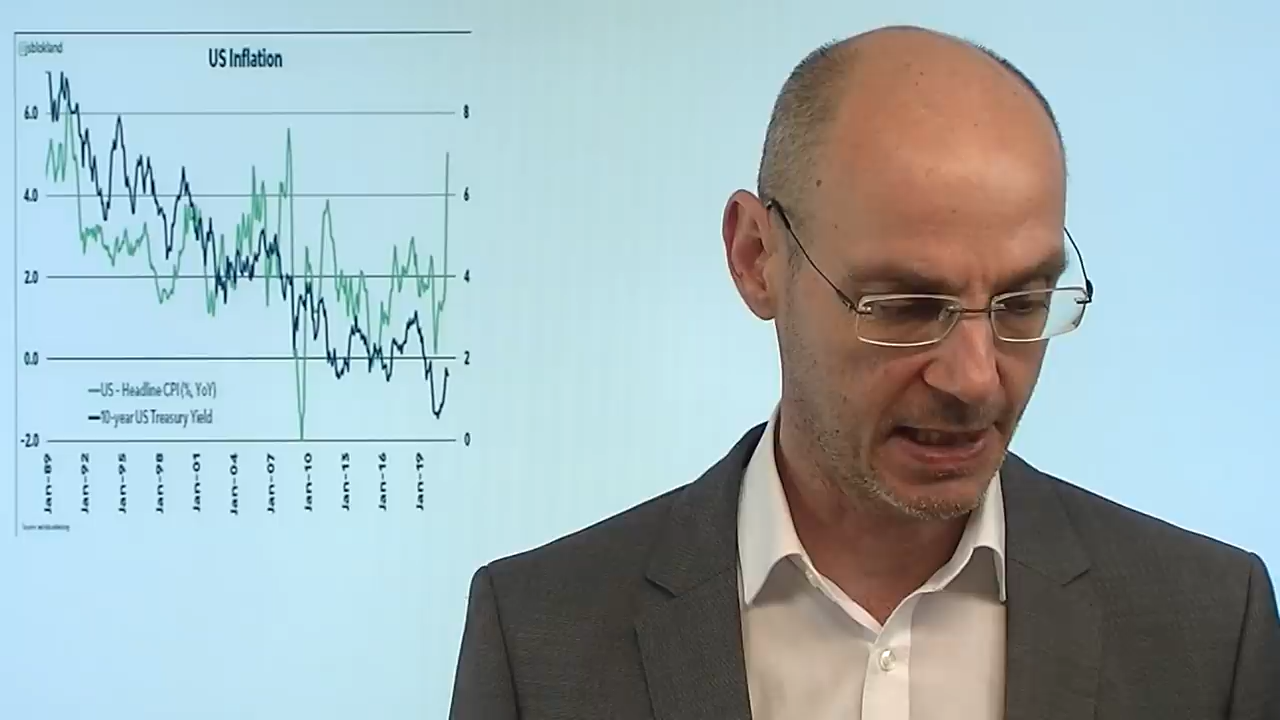 @jsblokland
US Inflation
6.0
8
4.0
6
2.0
4
0.0
2
-2.0
0
US - Headline CPI (%, YoY)
10-year US Treasury Yield
Jan-89
Jan-92
Jan-95
Jan-98
Jan-01
Jan-04
Jan-07
Jan-10
Jan-13
Jan-16
Jan-19